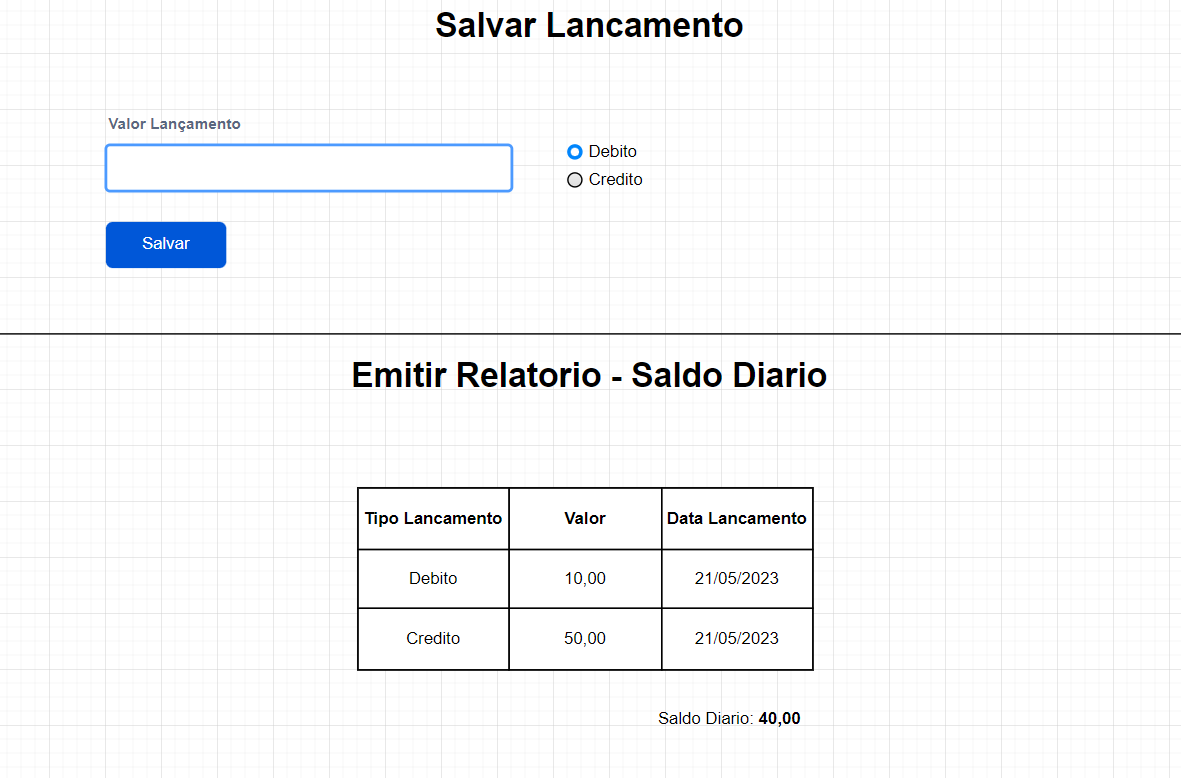 Salvar Lancamento
Valor Lançamento
Debito
Credito
Salvar
Emitir Relatorio - Saldo Diario
Tipo Lancamento Valor Data Lancamento
Debito 10,00 21/05/2023
Credito 50,00 21/05/2023
Saldo Diario: 40,00